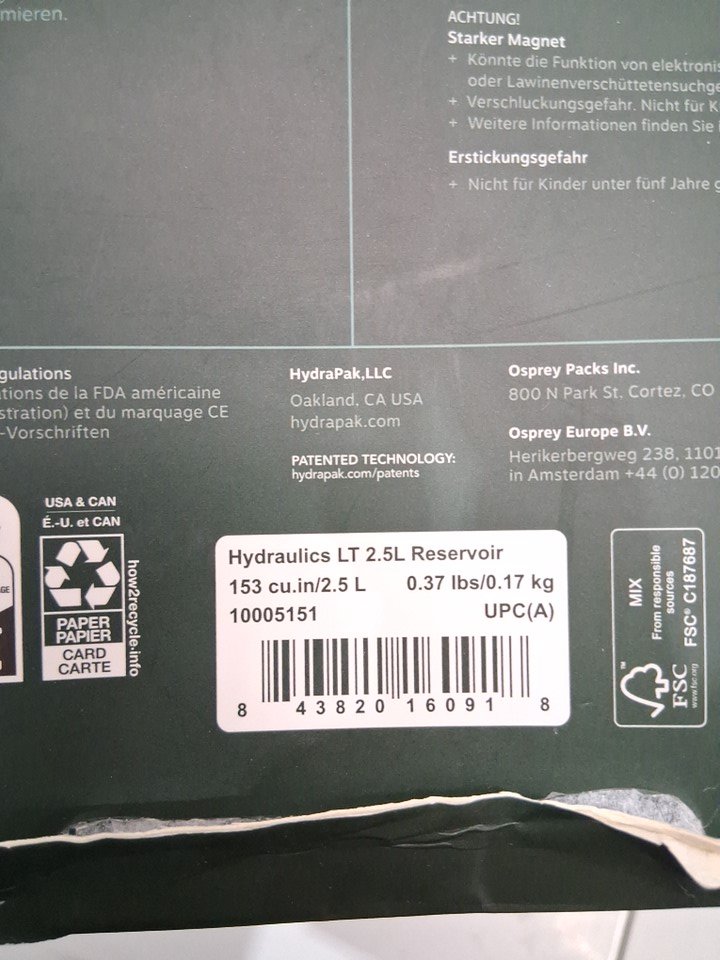 mieren.
ACHTUNG!
Starker Magnet
+ Könnte die Funktion von
oder
+ Verschluckungsgefahr. Nicht für
+ Weitere Informationen finden Sie
Erstickungsgefahr
+ Nicht für Kinder unter fünf Jahre
gulations
tions de la FDA américaine
stration) et du marquage CE
-Vorschriften
HydraPak,LLC
Oakland, CA USA
hydrapak.com
PATENTED TECHNOLOGY:
hydrapak.com/patents
Osprey Packs Inc.
800 N Park St. Cortez, CO
Osprey Europe B.V.
Herikerbergweg 238, 1101
in Amsterdam +44 (0) 120
USA & CAN
É.-U. et CAN
PAPER
PAPIER
CARD
CARTE
how2recycle.info
Hydraulics LT 2.5L Reservoir
153 cu.in/2.5 L 0.37 lbs/0.17 kg
10005151 UPC(A)
8 43820 16091 8
MIX
From responsible
sources
FSC® C187687
FSC
www.fsc.org